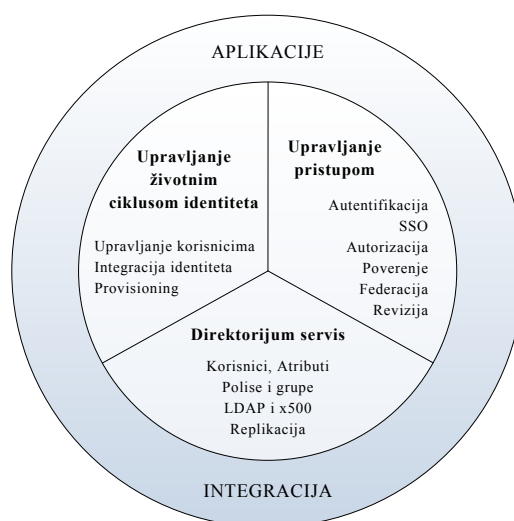 APLIKACIJE
Upravljanje
životnim
ciklusom identiteta
Upravljanje korisnicima
Integracija identiteta
Provisioning
Upravljanje
pristupom
Autentifikacija
SSO
Autorizacija
Poverenje
Federacija
Revizija
Direktorijum servis
Korisnici, Atributi
Polise i grupe
LDAP i x500
Replikacija
INTEGRACIJA